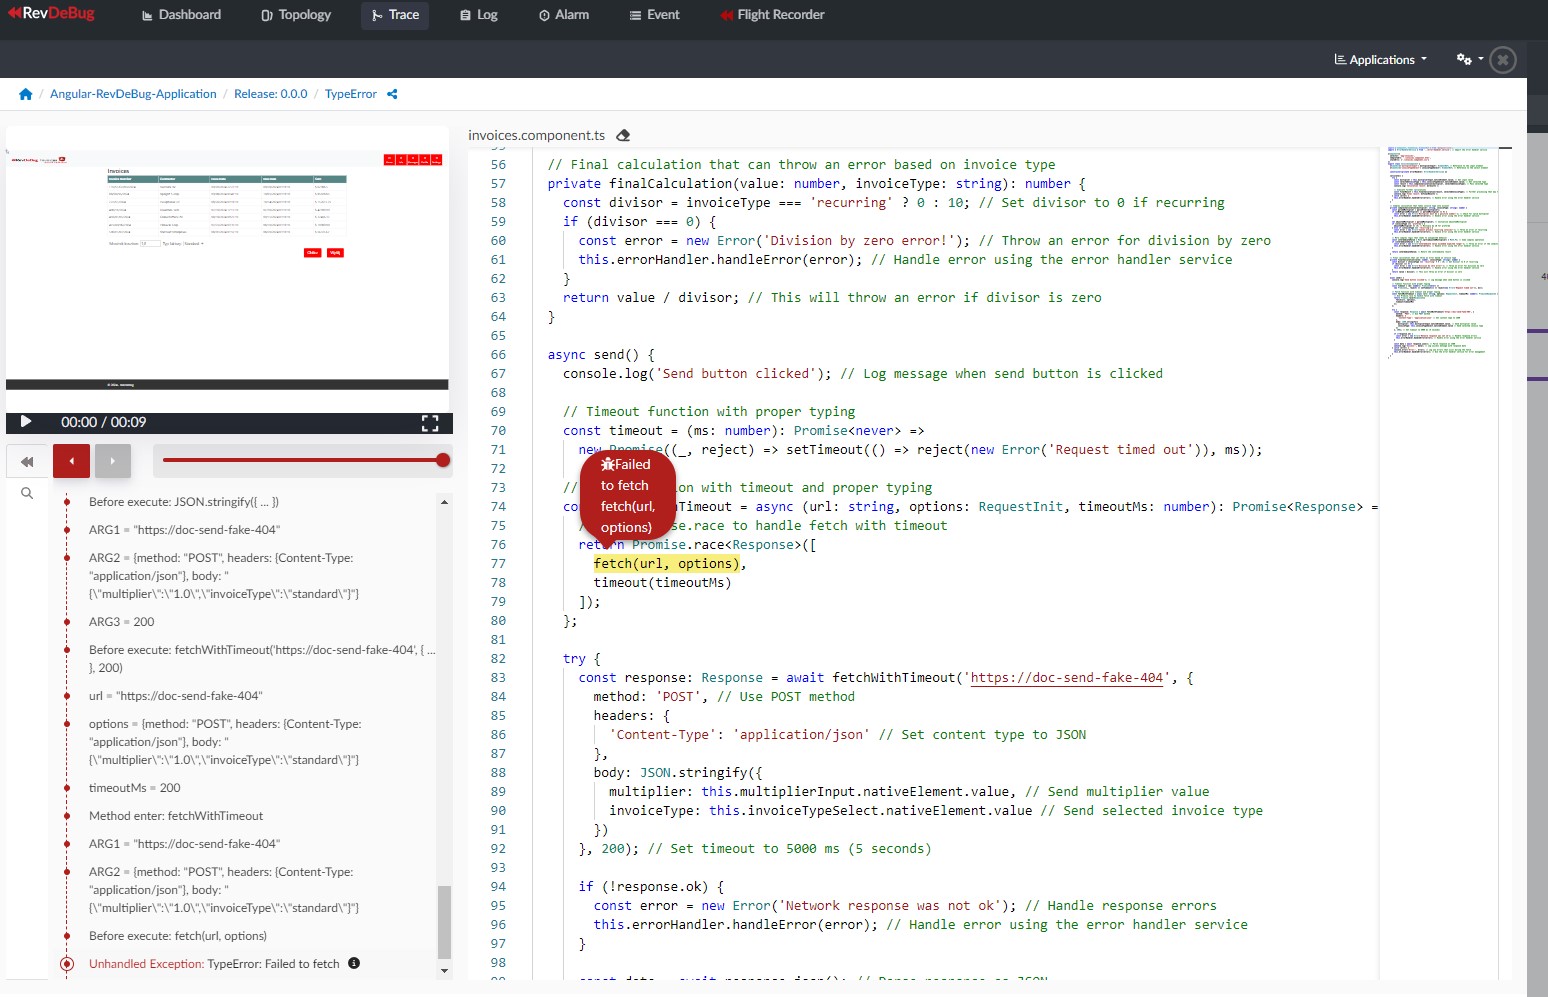 RevDeBug
Dashboard
Topology
Trace
Log
Alarm
Event
Flight Recorder
Applications
/ Angular-RevDeBug-Application / Release: 0.0.0 / TypeError
Invoices
00:00 / 00:09
Before execute: JSON.stringify({ ... })
ARG1 = "https://doc-send-fake-404"
ARG2 = {method: "POST", headers: {Content-Type:
"application/json"}, body: "
{\"multiplier\":\"1.0\",\"invoiceType\":\"standard\"}"}
ARG3 = 200
Before execute: fetchWithTimeout('https://doc-send-fake-404', { ...
}, 200)
url = "https://doc-send-fake-404"
options = {method: "POST", headers: {Content-Type:
"application/json"}, body: "
{\"multiplier\":\"1.0\",\"invoiceType\":\"standard\"}"}
timeoutMs = 200
Method enter: fetchWithTimeout
ARG1 = "https://doc-send-fake-404"
ARG2 = {method: "POST", headers: {Content-Type:
"application/json"}, body: "
{\"multiplier\":\"1.0\",\"invoiceType\":\"standard\"}"}
Before execute: fetch(url, options)
Unhandled Exception: TypeError: Failed to fetch
invoices.component.ts
56 // Final calculation that can throw an error based on invoice type
57 private finalCalculation(value: number, invoiceType: string): number {
58 const divisor = invoiceType === 'recurring' ? 0 : 10; // Set divisor to 0 if recurring
59 if (divisor === 0) {
60 const error = new Error('Division by zero error!'); // Throw an error for division by zero
61 this.errorHandler.handleError(error); // Handle error using the error handler service
62 }
63 return value / divisor; // This will throw an error if divisor is zero
64 }
65
66 async send() {
67 console.log('Send button clicked'); // Log message when send button is clicked
68
69 // Timeout function with proper typing
70 const timeout = (ms: number): Promise<never> =>
71 new Promise((_, reject) => setTimeout(() => reject(new Error('Request timed out')), ms));
72
73 // on with timeout and proper typing
74 co Timeout = async (url: string, options: RequestInit, timeoutMs: number): Promise<Response> =
75 se.race to handle fetch with timeout
76 return Promise.race<Response>([
77 fetch(url, options),
78 timeout(timeoutMs)
79 ]);
80 };
81
82 try {
83 const response: Response = await fetchWithTimeout('https://doc-send-fake-404', {
84 method: 'POST', // Use POST method
85 headers: {
86 'Content-Type': 'application/json' // Set content type to JSON
87 },
88 body: JSON.stringify({
89 multiplier: this.multiplierInput.nativeElement.value, // Send multiplier value
90 invoiceType: this.invoiceTypeSelect.nativeElement.value // Send selected invoice type
91 })
92 }, 200); // Set timeout to 5000 ms (5 seconds)
93
94 if (!response.ok) {
95 const error = new Error('Network response was not ok'); // Handle response errors
96 this.errorHandler.handleError(error); // Handle error using the error handler service
97 }
98
Failed
to fetch
fetch(url,
options)